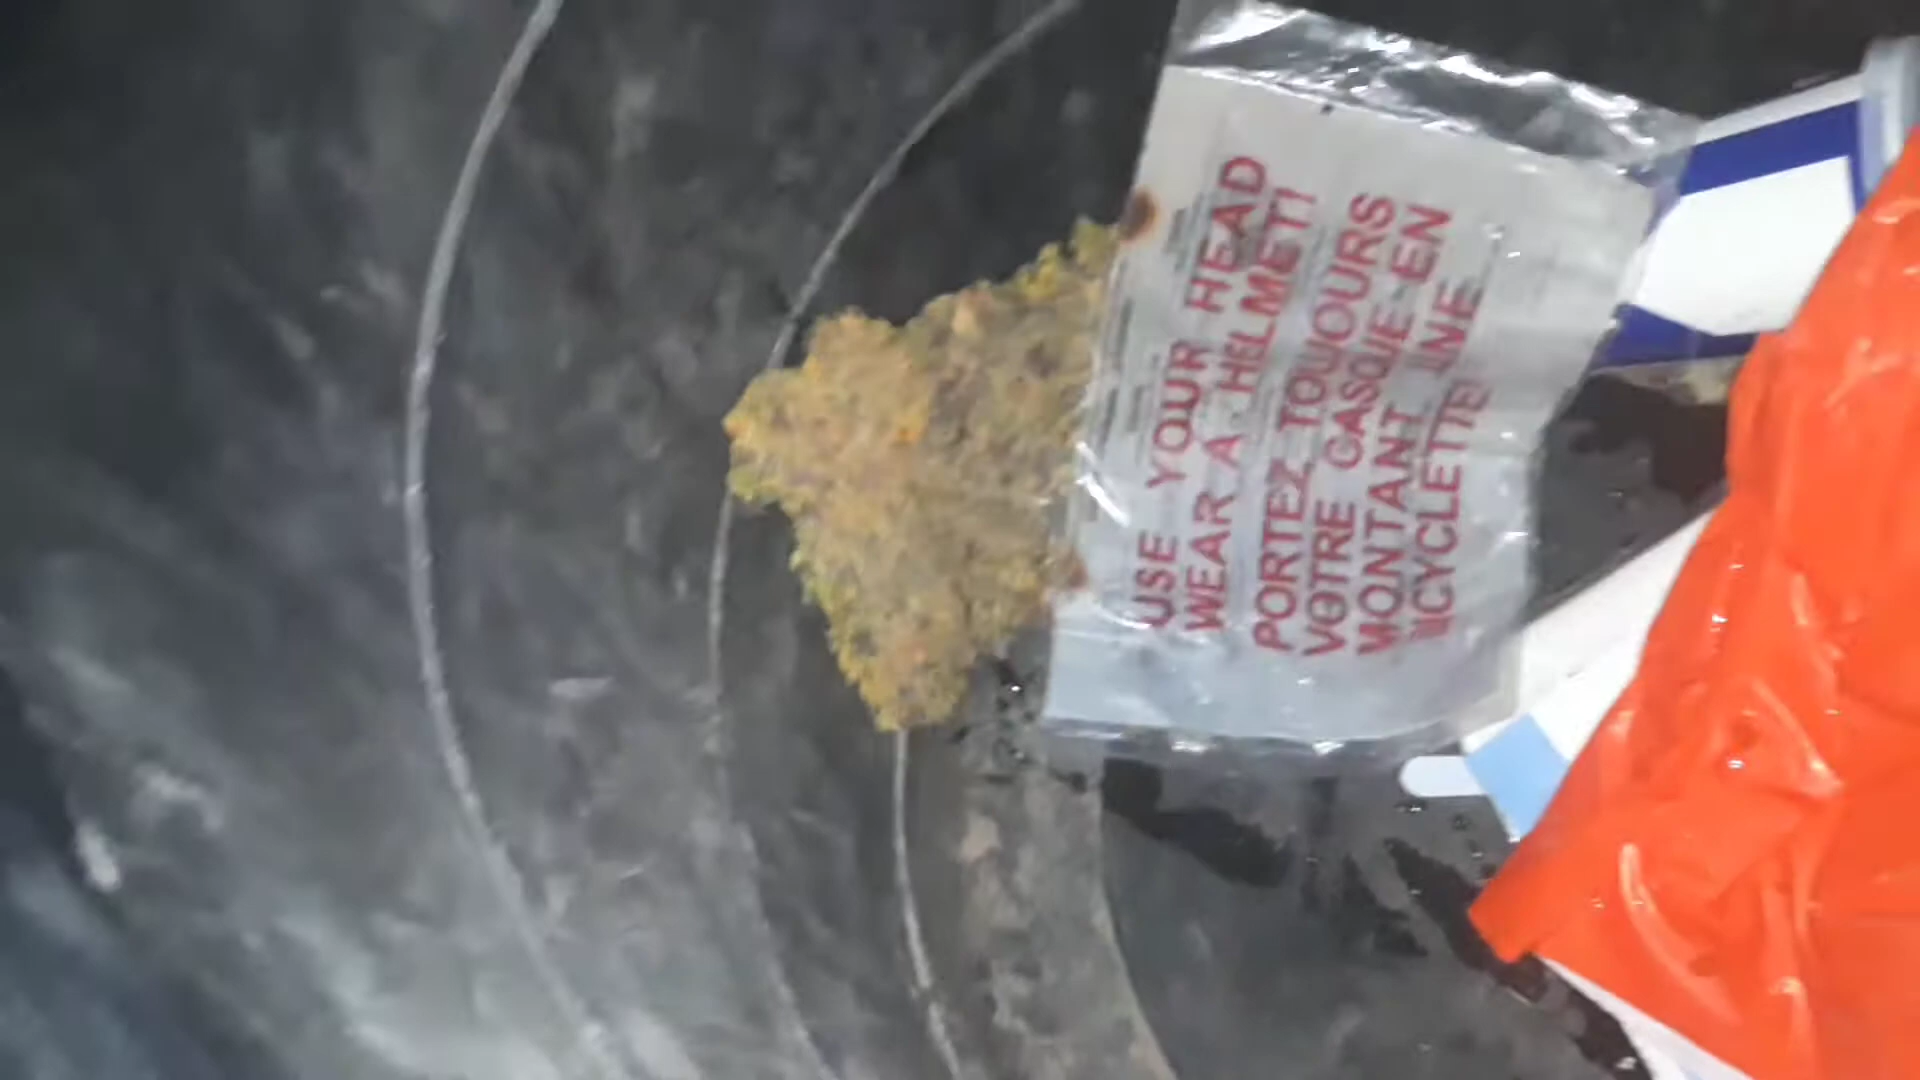 USE YOUR HEAD
WEAR A HELMET!
PORTEZ TOUJOURS
VOTRE CASQUE EN
MONTANT UNE
BICYCLETTE